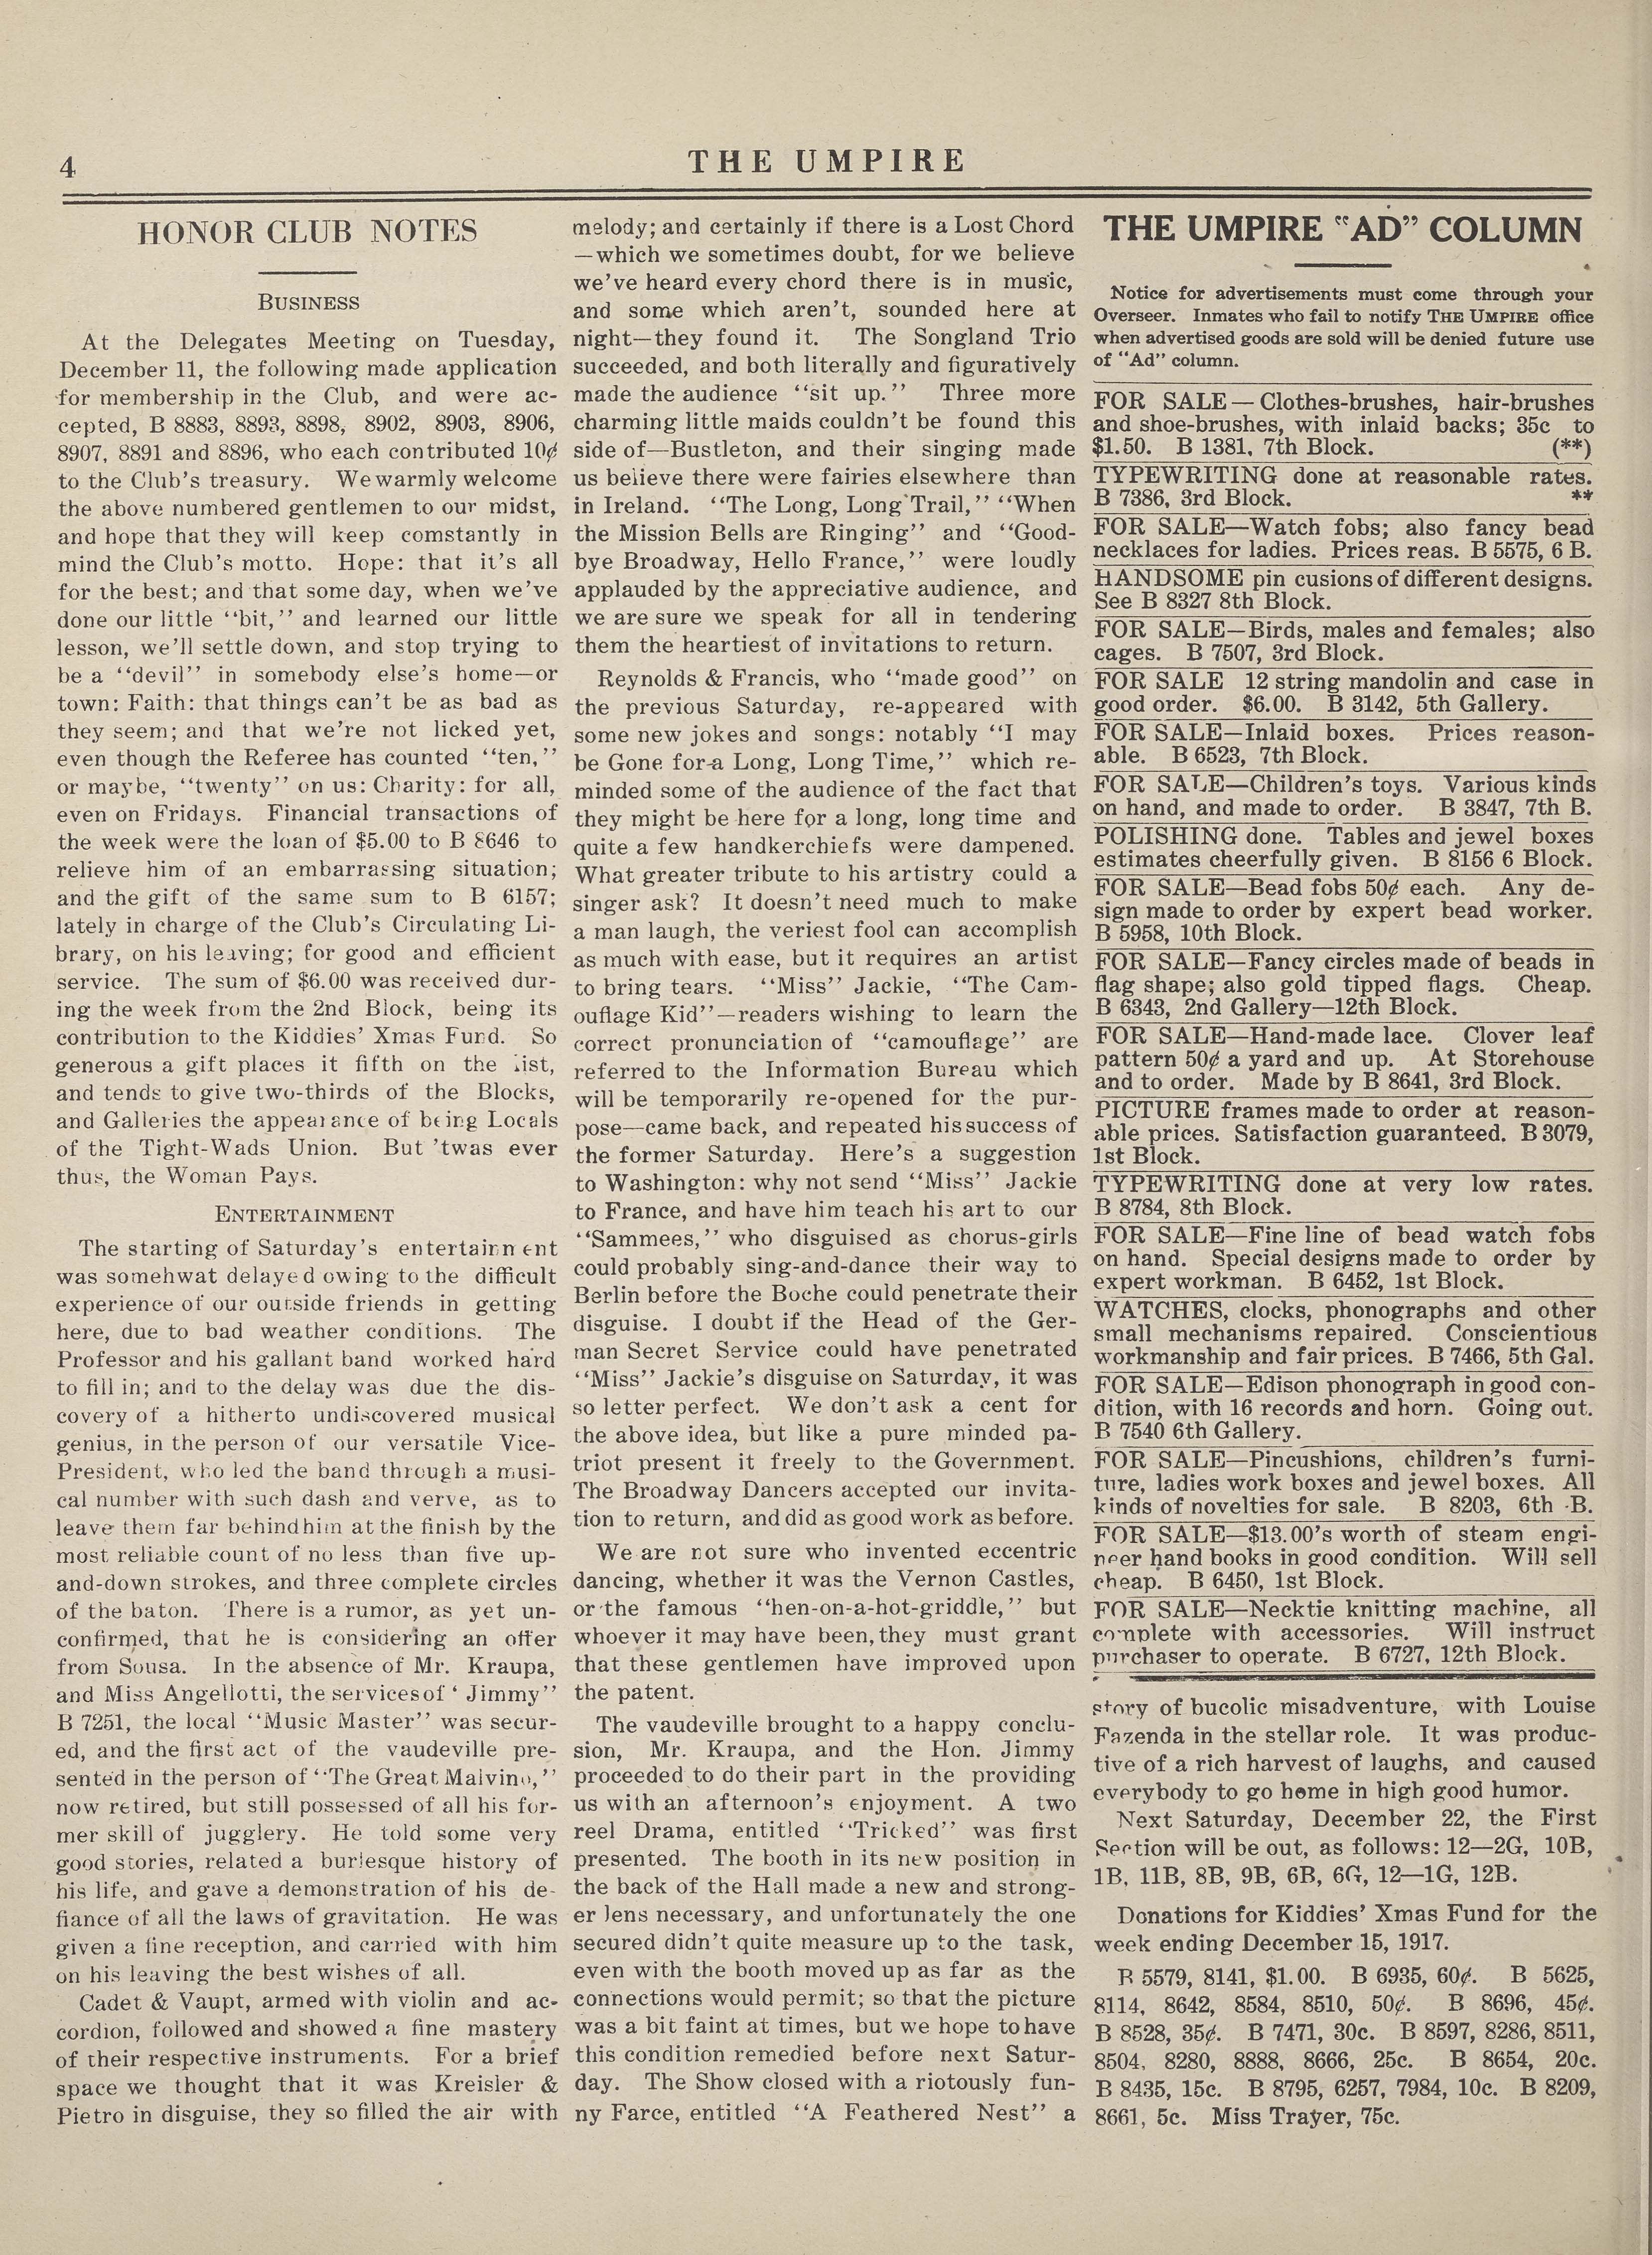 4
THE UMPIRE
HONOR CLUB NOTES
BUSINESS
At the Delegates Meeting on Tuesday,
December 11, the following made application
for membership in the Club, and were ac-
cepted, B 8883, 8893, 8898, 8902, 8903, 8906,
8907, 8891 and 8896, who each contributed 10¢
to the Club's treasury. We warmly welcome
the above numbered gentlemen to our midst,
and hope that they will keep comstantly in
mind the Club's motto. Hope: that it's all
for the best; and that some day, when we've
done our little ‘‘bit,’’ and learned our little
lesson, we'll settle down, and stop trying to
be a ‘‘devil’’ in somebody else's home—or
town: Faith: that things can't be as bad as
they seem; and that we're not licked yet,
even though the Referee has counted ‘‘ten,’’
or maybe, ‘‘twenty’’ on us: Charity: for all,
even on Fridays. Financial transactions of
the week were the loan of $5.00 to B 8646 to
relieve him of an embarrassing situation;
and the gift of the same sum to B 6157;
lately in charge of the Club's Circulating Li-
brary, on his leaving; for good and efficient
service. The sum of $6.00 was received dur-
ing the week from the 2nd Block, being its
contribution to the Kiddies' Xmas Fund. So
generous a gift places it fifth on the list,
and tends to give two-thirds of the Blocks,
and Galleries the appearance of being Locals
of the Tight-Wads Union. But 'twas ever
thus, the Woman Pays.
ENTERTAINMENT
The starting of Saturday's entertainment
was somehwat delayed owing to the difficult
experience of our outside friends in getting
here, due to bad weather conditions. The
Professor and his gallant band worked hard
to fill in; and to the delay was due the dis-
covery of a hitherto undiscovered musical
genius, in the person of our versatile Vice-
President, who led the band through a musi-
cal number with such dash and verve, as to
leave them far behind him at the finish by the
most reliable count of no less than five up-
and-down strokes, and three complete circles
of the baton. There is a rumor, as yet un-
confirmed, that he is considering an offer
from Sousa. In the absence of Mr. Kraupa,
and Miss Angellotti, the services of ‘ Jimmy’’
B 7251, the local ‘‘Music Master’’ was secur-
ed, and the first act of the vaudeville pre-
sented in the person of ‘‘The Great Malvino,’’
now retired, but still possessed of all his for-
mer skill of jugglery. He told some very
good stories, related a burlesque history of
his life, and gave a demonstration of his de-
fiance of all the laws of gravitation. He was
given a fine reception, and carried with him
on his leaving the best wishes of all.
Cadet & Vaupt, armed with violin and ac-
cordion, followed and showed a fine mastery
of their respective instruments. For a brief
space we thought that it was Kreisler &
Pietro in disguise, they so filled the air with
melody; and certainly if there is a Lost Chord
—which we sometimes doubt, for we believe
we've heard every chord there is in music,
and some which aren't, sounded here at
night—they found it. The Songland Trio
succeeded, and both literally and figuratively
made the audience ‘‘sit up.’’ Three more
charming little maids couldn't be found this
side of—Bustleton, and their singing made
us believe there were fairies elsewhere than
in Ireland. ‘‘The Long, Long Trail,’’ ‘‘When
the Mission Bells are Ringing’’ and ‘‘Good-
bye Broadway, Hello France,’’ were loudly
applauded by the appreciative audience, and
we are sure we speak for all in tendering
them the heartiest of invitations to return.
Reynolds & Francis, who ‘‘made good’’ on
the previous Saturday, re-appeared with
some new jokes and songs: notably ‘‘I may
be Gone for a Long, Long Time,’’ which re-
minded some of the audience of the fact that
they might be here for a long, long time and
quite a few handkerchiefs were dampened.
What greater tribute to his artistry could a
singer ask? It doesn't need much to make
a man laugh, the veriest fool can accomplish
as much with ease, but it requires an artist
to bring tears. ‘‘Miss’’ Jackie, ‘‘The Cam-
ouflage Kid’’—readers wishing to learn the
correct pronunciation of ‘‘camouflage’’ are
referred to the Information Bureau which
will be temporarily re-opened for the pur-
pose—came back, and repeated his success of
the former Saturday. Here's a suggestion
to Washington: why not send ‘‘Miss’’ Jackie
to France, and have him teach his art to our
‘‘Sammees,’’ who disguised as chorus-girls
could probably sing-and-dance their way to
Berlin before the Boche could penetrate their
disguise. I doubt if the Head of the Ger-
man Secret Service could have penetrated
‘‘Miss’’ Jackie's disguise on Saturday, it was
so letter perfect. We don't ask a cent for
the above idea, but like a pure minded pa-
triot present it freely to the Government.
The Broadway Dancers accepted our invita-
tion to return, and did as good work as before.
We are not sure who invented eccentric
dancing, whether it was the Vernon Castles,
or the famous ‘‘hen-on-a-hot-griddle,’’ but
whoever it may have been, they must grant
that these gentlemen have improved upon
the patent.
The vaudeville brought to a happy conclu-
sion, Mr. Kraupa, and the Hon. Jimmy
proceeded to do their part in the providing
us with an afternoon's enjoyment. A two
reel Drama, entitled ‘‘Tricked’’ was first
presented. The booth in its new position in
the back of the Hall made a new and strong-
er lens necessary, and unfortunately the one
secured didn't quite measure up to the task,
even with the booth moved up as far as the
connections would permit; so that the picture
was a bit faint at times, but we hope to have
this condition remedied before next Satur-
day. The Show closed with a riotously fun-
ny Farce, entitled ‘‘A Feathered Nest’’ a
THE UMPIRE “AD” COLUMN
Notice for advertisements must come through your
Overseer. Inmates who fail to notify THE UMPIRE office
when advertised goods are sold will be denied future use
of “Ad” column.
FOR SALE—Clothes-brushes, hair-brushes
and shoe-brushes, with inlaid backs; 35c to
$1.50. B 1381, 7th Block. (**)
TYPEWRITING done at reasonable rates.
B 7386, 3rd Block. **
FOR SALE—Watch fobs; also fancy bead
necklaces for ladies. Prices reas. B 5575, 6 B.
HANDSOME pin cusions of different designs.
See B 8327 8th Block.
FOR SALE—Birds, males and females; also
cages. B 7507, 3rd Block.
FOR SALE 12 string mandolin and case in
good order. $6.00. B 3142, 5th Gallery.
FOR SALE—Inlaid boxes. Prices reason-
able. B 6523, 7th Block.
FOR SALE—Children's toys. Various kinds
on hand, and made to order. B 3847, 7th B.
POLISHING done. Tables and jewel boxes
estimates cheerfully given. B 8156 6 Block.
FOR SALE—Bead fobs 50¢ each. Any de-
sign made to order by expert bead worker.
B 5958, 10th Block.
FOR SALE—Fancy circles made of beads in
flag shape; also gold tipped flags. Cheap.
B 6343, 2nd Gallery—12th Block.
FOR SALE—Hand-made lace. Clover leaf
pattern 50¢ a yard and up. At Storehouse
and to order. Made by B 8641, 3rd Block.
PICTURE frames made to order at reason-
able prices. Satisfaction guaranteed. B 3079,
1st Block.
TYPEWRITING done at very low rates.
B 8784, 8th Block.
FOR SALE—Fine line of bead watch fobs
on hand. Special designs made to order by
expert workman. B 6452, 1st Block.
WATCHES, clocks, phonographs and other
small mechanisms repaired. Conscientious
workmanship and fair prices. B 7466, 5th Gal.
FOR SALE—Edison phonograph in good con-
dition, with 16 records and horn. Going out.
B 7540 6th Gallery.
FOR SALE—Pincushions, children's furni-
ture, ladies work boxes and jewel boxes. All
kinds of novelties for sale. B 8203, 6th B.
FOR SALE—$13.00's worth of steam engi-
neer hand books in good condition. Will sell
cheap. B 6450, 1st Block.
FOR SALE—Necktie knitting machine, all
complete with accessories. Will instruct
purchaser to operate. B 6727, 12th Block.
story of bucolic misadventure, with Louise
Fazenda in the stellar role. It was produc-
tive of a rich harvest of laughs, and caused
everybody to go home in high good humor.
Next Saturday, December 22, the First
Section will be out, as follows: 12—2G, 10B,
1B, 11B, 8B, 9B, 6B, 6G, 12—1G, 12B.
Donations for Kiddies' Xmas Fund for the
week ending December 15, 1917.
B 5579, 8141, $1.00. B 6935, 60¢. B 5625,
8114, 8642, 8584, 8510, 50¢. B 8696, 45¢.
B 8528, 35¢. B 7471, 30c. B 8597, 8286, 8511,
8504, 8280, 8888, 8666, 25c. B 8654, 20c.
B 8435, 15c. B 8795, 6257, 7984, 10c. B 8209,
8661, 5c. Miss Trayer, 75c.